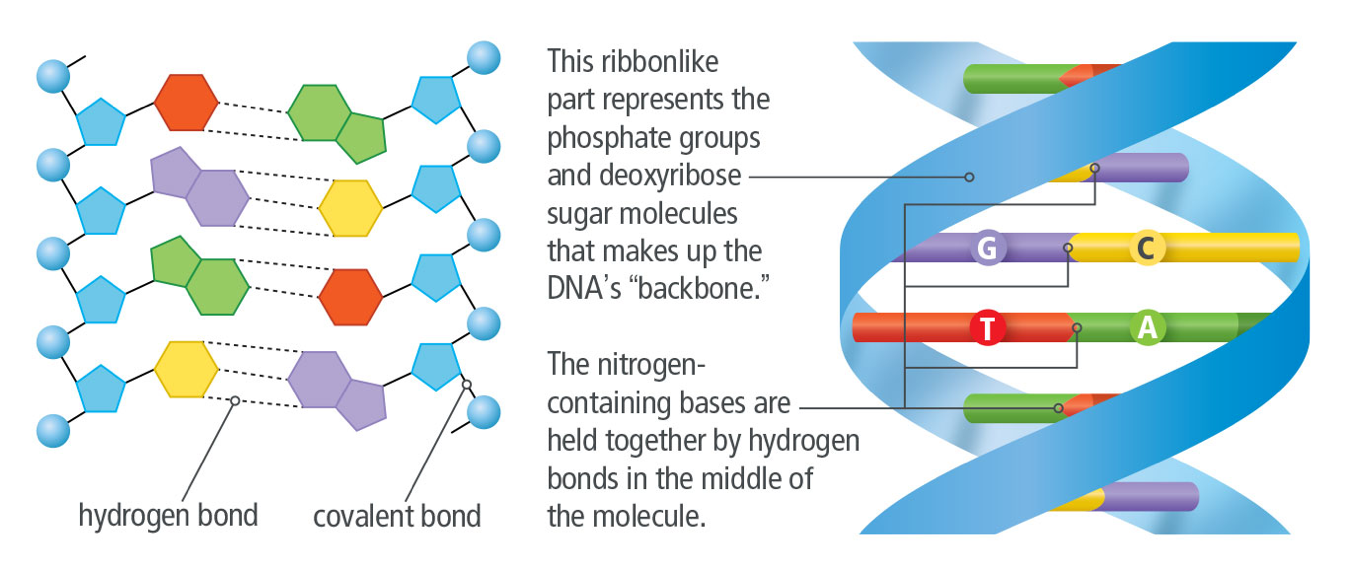 This ribbonlike
part represents the
phosphate groups
and deoxyribose
sugar molecules
that makes up the
DNA’s “backbone.”
The nitrogen-
containing bases are
held together by hydrogen
bonds in the middle of
the molecule.
hydrogen bond
covalent bond
G
C
T
A